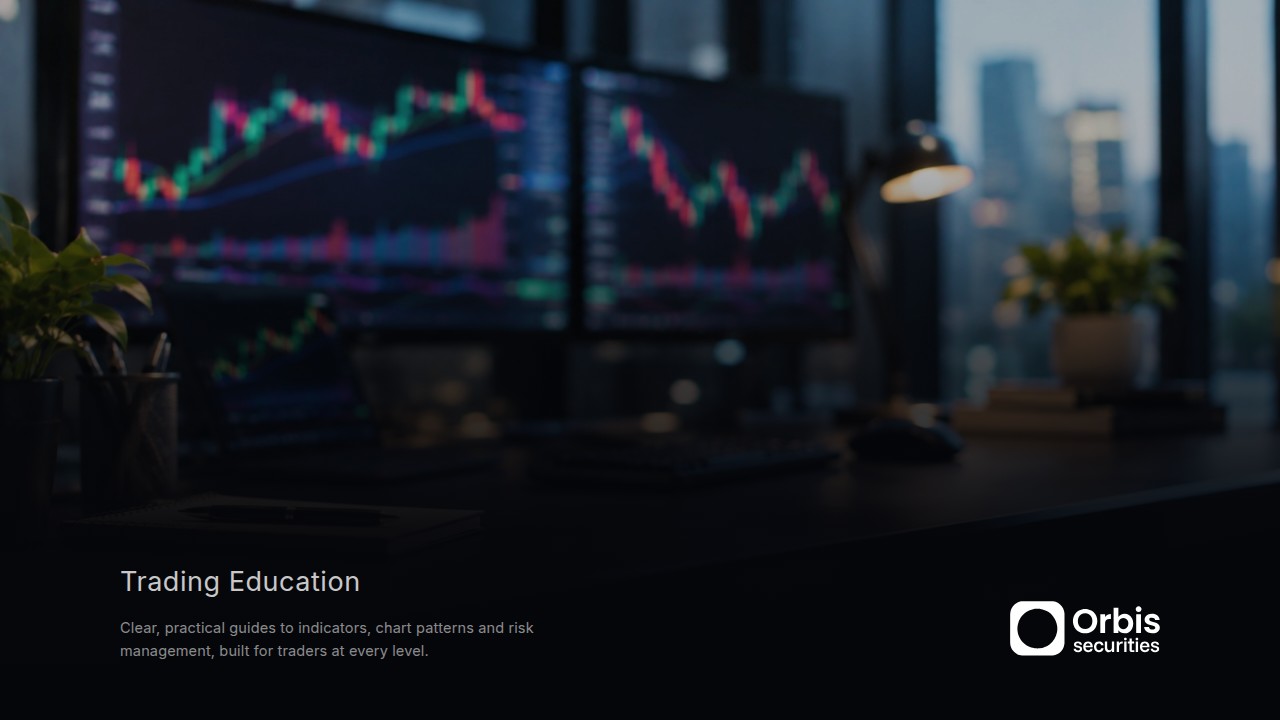 Trading Education
Clear, practical guides to indicators, chart patterns and risk
management, built for traders at every level.
Orbis
securities